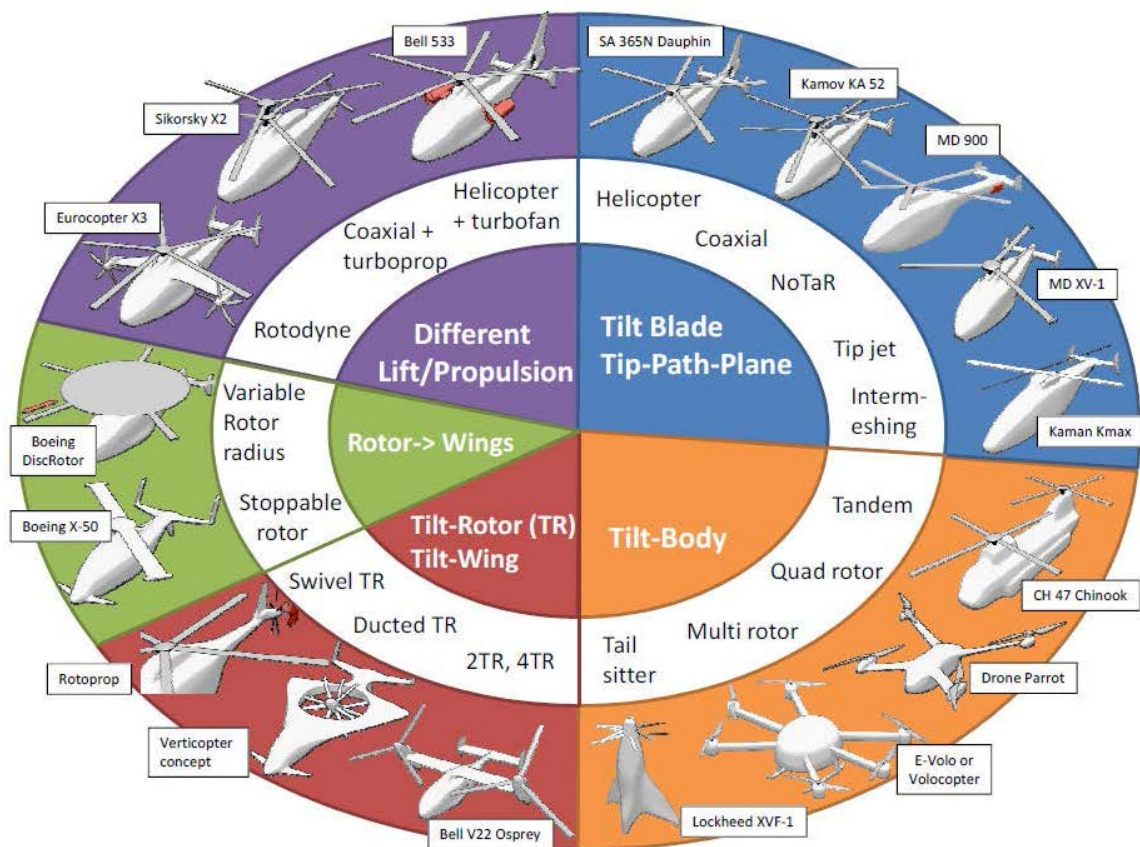 Bell 533
SA 365N Dauphin
Kamov KA 52
Sikorsky X2
MD 900
Eurocopter X3
MD XV-1
Kaman Kmax
Helicopter
+ turbofan
Coaxial +
turboprop
Rotodyne
Helicopter
Coaxial
NoTaR
Tip jet
Interm-
eshing
Different
Lift/Propulsion
Tilt Blade
Tip-Path-Plane
Boeing
DiscRotor
Variable
Rotor
radius
Rotor-> Wings
Boeing X-50
Stoppable
rotor
Tilt-Rotor (TR)
Tilt-Wing
Tilt-Body
Tandem
Quad rotor
Multi rotor
Tail
sitter
Swivel TR
Ducted TR
2TR, 4TR
CH 47 Chinook
Drone Parrot
E-Volo or
Volocopter
Lockheed XVF-1
Rotoprop
Verticopter
concept
Bell V22 Osprey